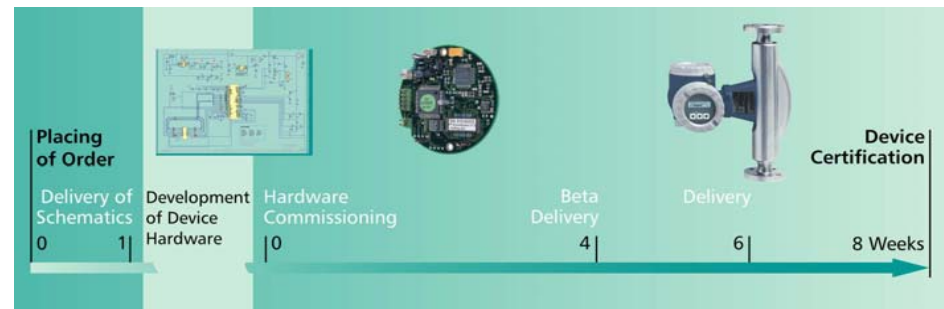 Placing
of Order
Device
Certification
Delivery of
Schematics
Development
of Device
Hardware
Hardware
Commissioning
Beta
Delivery
Delivery
0
1
0
4
6
8 Weeks